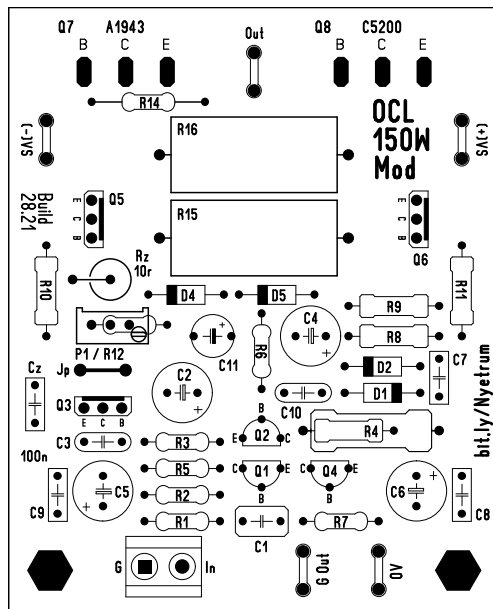 Q7 A1943
B C E
Out
Q8 C5200
B C E
R14
OCL
150W
Mod
(-)VS
(+)VS
R16
R15
Build
28.21
E C B
Q5
E C B
Q6
Rz
10r
R10
R11
D4
D5
R9
R8
P1 / R12
C11
R6
C4
C7
Jp
D2
D1
Cz
C2
C10
Q3
E C B
C3
R3
B
E Q2 C
R4
bit.ly/Nyetrum
100n
C9
C5
R5
R2
R1
C Q1 E
B
C Q4 E
B
C6
C8
C1
R7
G In
G Out
0V